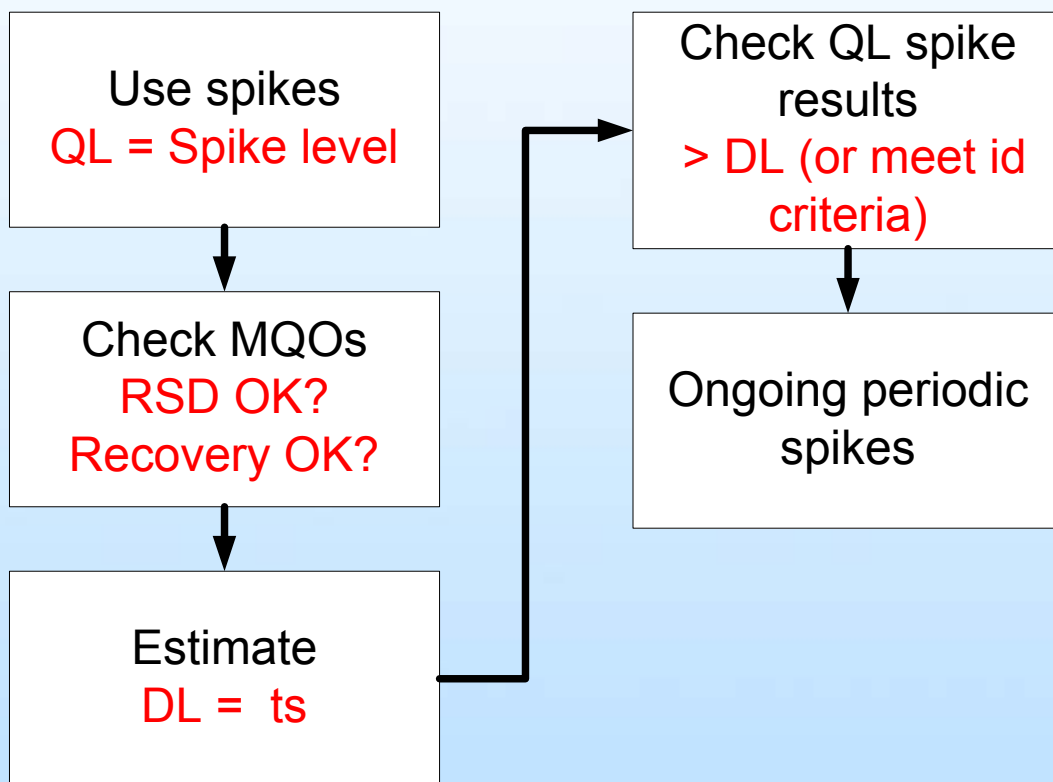 Use spikes
QL = Spike level
Check MQOs
RSD OK?
Recovery OK?
Estimate
DL = ts
Check QL spike
results
> DL (or meet id
criteria)
Ongoing periodic
spikes